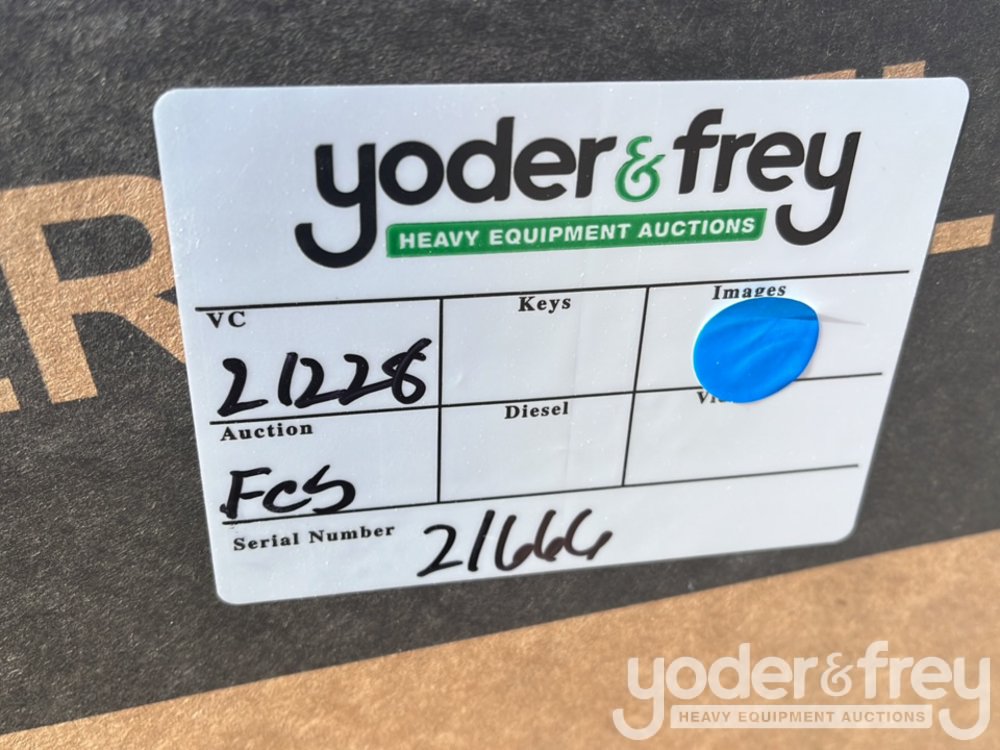 yoder & frey
HEAVY EQUIPMENT AUCTIONS
VC
Keys
Images
21228
Auction
Diesel
FCS
Serial Number
21666
yoder & frey
HEAVY EQUIPMENT AUCTIONS